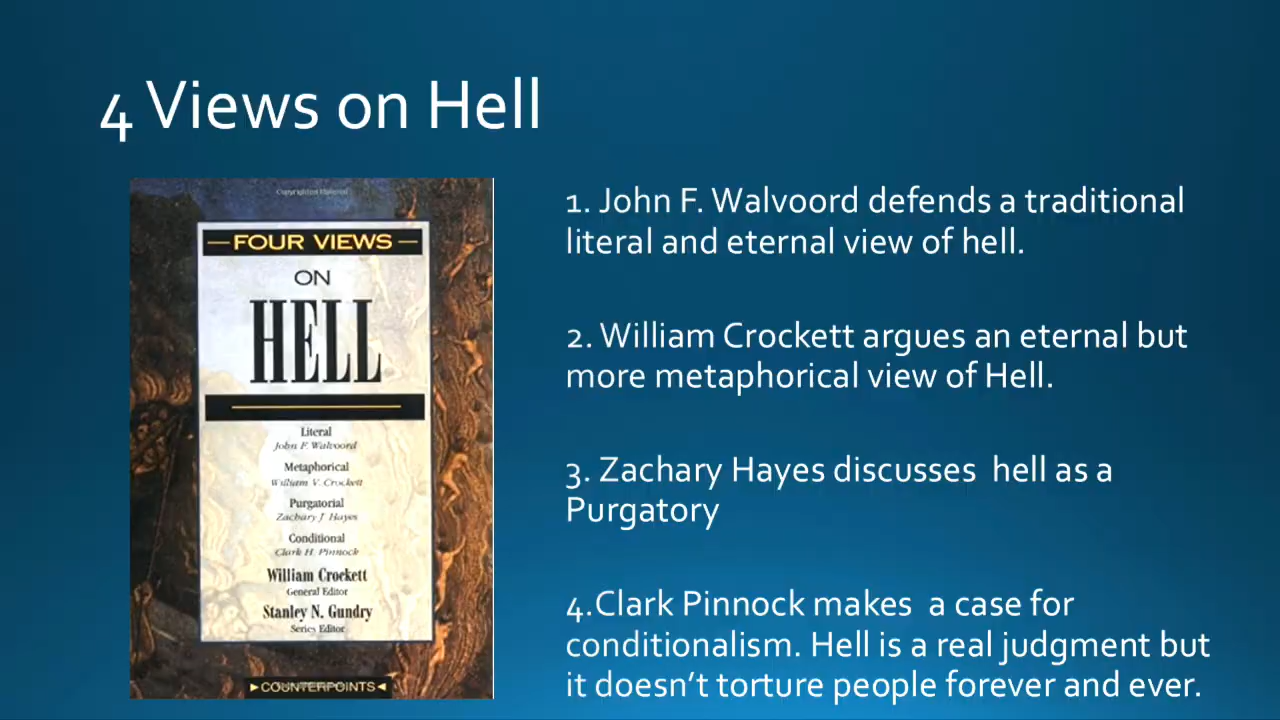 4 Views on Hell
Copyrighted Material
FOUR VIEWS
ON
HELL
Literal
John F. Walvoord
Metaphorical
William V. Crockett
Purgatorial
Zachary J. Hayes
Conditional
Clark H. Pinnock
William Crockett
General Editor
Stanley N. Gundry
Series Editor
COUNTERPOINTS
1. John F. Walvoord defends a traditional
literal and eternal view of hell.
2. William Crockett argues an eternal but
more metaphorical view of Hell.
3. Zachary Hayes discusses  hell as a
Purgatory
4.Clark Pinnock makes  a case for
conditionalism. Hell is a real judgment but
it doesn’t torture people forever and ever.